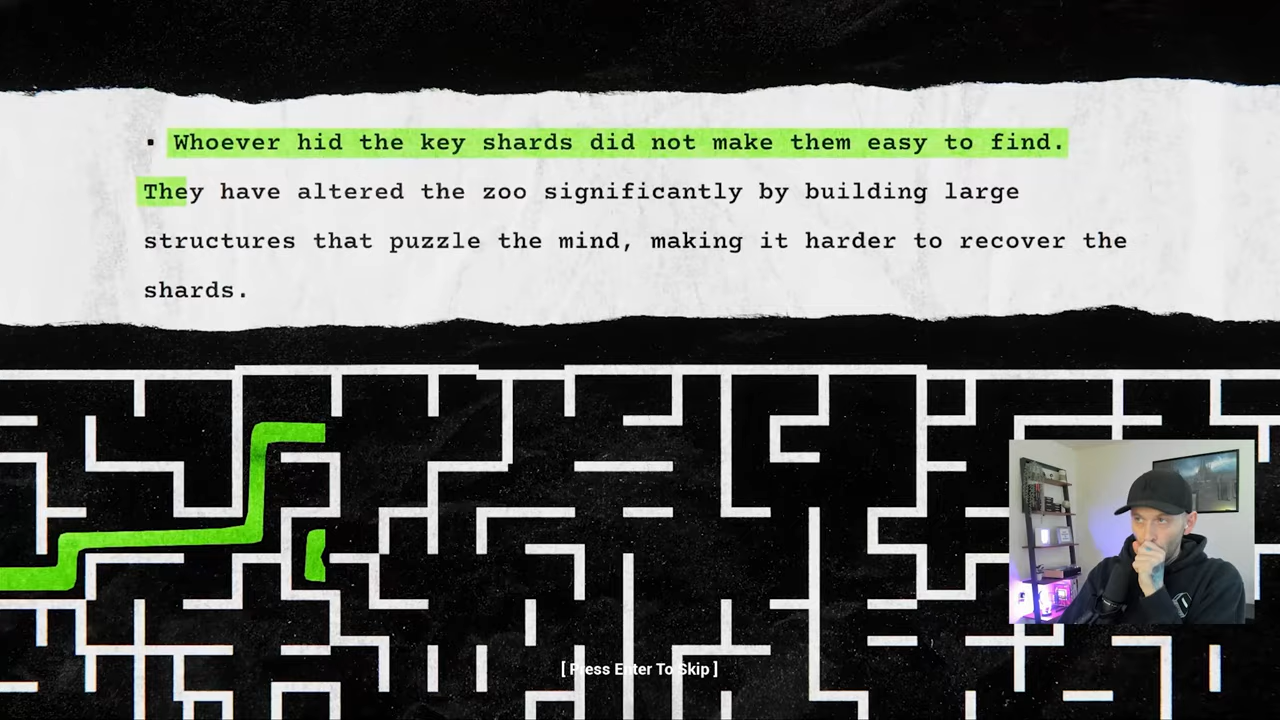 ▪ Whoever hid the key shards did not make them easy to find.
They have altered the zoo significantly by building large
structures that puzzle the mind, making it harder to recover the
shards.
[ Press Enter To Skip ]